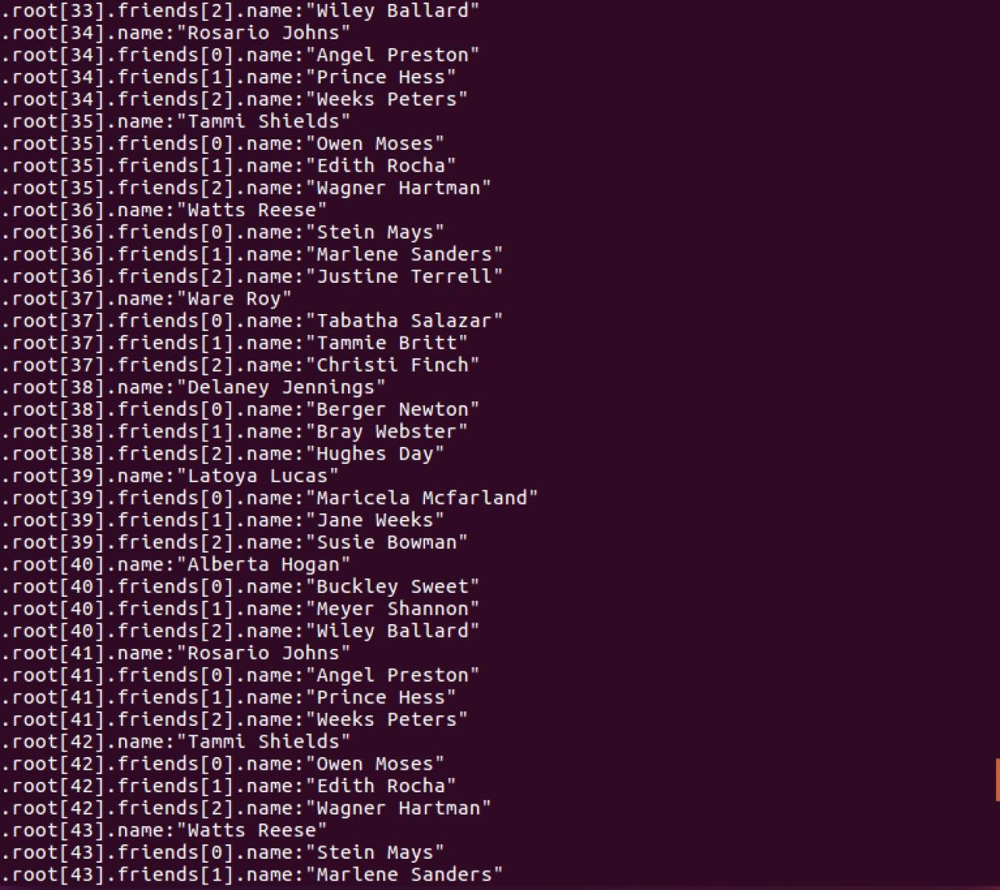 .root[33].friends[2].name:"Wiley Ballard"
.root[34].name:"Rosario Johns"
.root[34].friends[0].name:"Angel Preston"
.root[34].friends[1].name:"Prince Hess"
.root[34].friends[2].name:"Weeks Peters"
.root[35].name:"Tammi Shields"
.root[35].friends[0].name:"Owen Moses"
.root[35].friends[1].name:"Edith Rocha"
.root[35].friends[2].name:"Wagner Hartman"
.root[36].name:"Watts Reese"
.root[36].friends[0].name:"Stein Mays"
.root[36].friends[1].name:"Marlene Sanders"
.root[36].friends[2].name:"Justine Terrell"
.root[37].name:"Ware Roy"
.root[37].friends[0].name:"Tabatha Salazar"
.root[37].friends[1].name:"Tammie Britt"
.root[37].friends[2].name:"Christi Finch"
.root[38].name:"Delaney Jennings"
.root[38].friends[0].name:"Berger Newton"
.root[38].friends[1].name:"Bray Webster"
.root[38].friends[2].name:"Hughes Day"
.root[39].name:"Latoya Lucas"
.root[39].friends[0].name:"Maricela Mcfarland"
.root[39].friends[1].name:"Jane Weeks"
.root[39].friends[2].name:"Susie Bowman"
.root[40].name:"Alberta Hogan"
.root[40].friends[0].name:"Buckley Sweet"
.root[40].friends[1].name:"Meyer Shannon"
.root[40].friends[2].name:"Wiley Ballard"
.root[41].name:"Rosario Johns"
.root[41].friends[0].name:"Angel Preston"
.root[41].friends[1].name:"Prince Hess"
.root[41].friends[2].name:"Weeks Peters"
.root[42].name:"Tammi Shields"
.root[42].friends[0].name:"Owen Moses"
.root[42].friends[1].name:"Edith Rocha"
.root[42].friends[2].name:"Wagner Hartman"
.root[43].name:"Watts Reese"
.root[43].friends[0].name:"Stein Mays"
.root[43].friends[1].name:"Marlene Sanders"